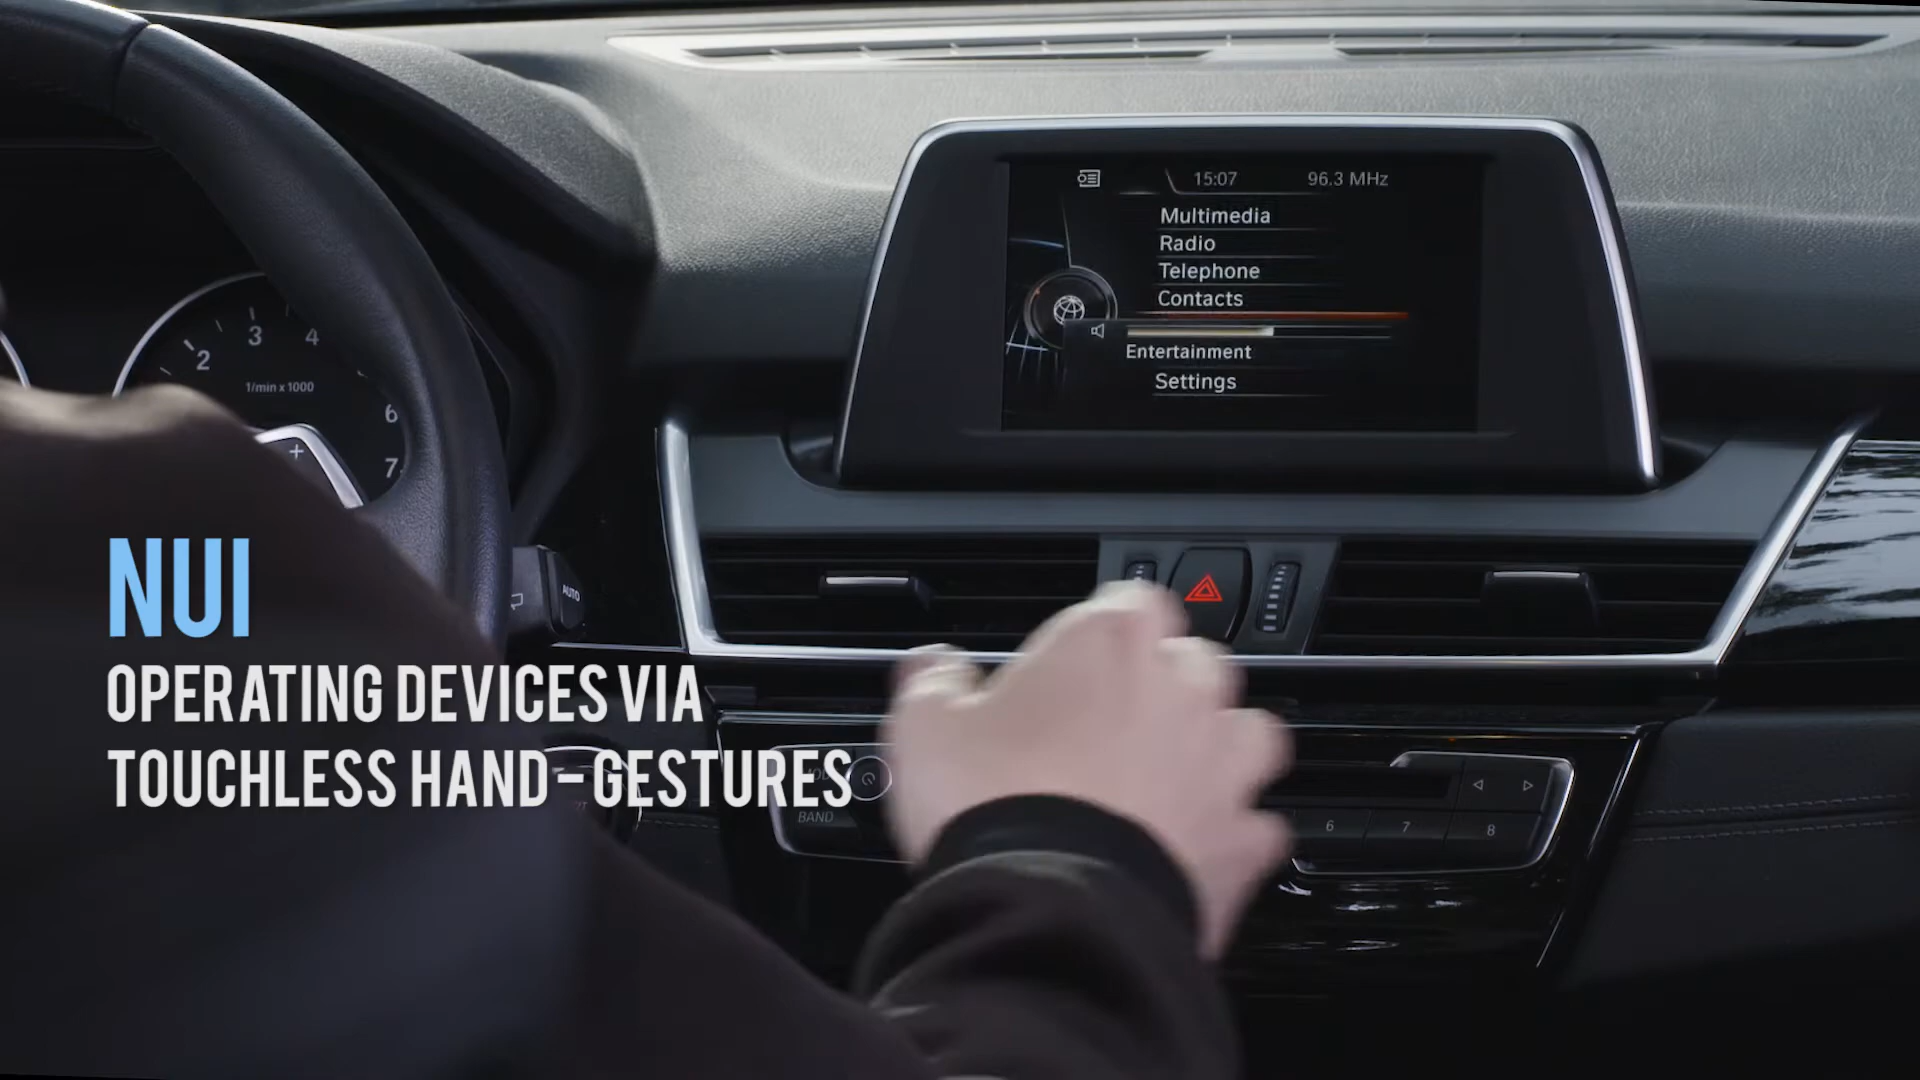 15:07 96.3 MHz
Multimedia
Radio
Telephone
Contacts
Entertainment
Settings
2 3 4
1/min x 1000
6
+
7
NUI
AUTO
OPERATING DEVICES VIA
TOUCHLESS HAND-GESTURES
BAND
6 7 8